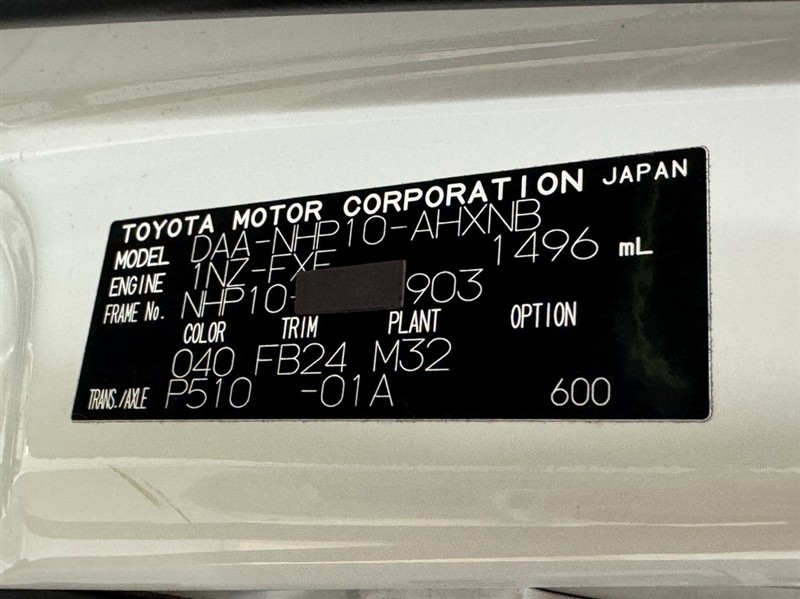 TOYOTA MOTOR CORPORATION JAPAN
MODEL DAA-NHP10-AHXNB
ENGINE 1NZ-FXE 1496 mL
FRAME No. NHP10- 903
COLOR TRIM PLANT OPTION
040 FB24 M32
TRANS./AXLE P510 -01A 600